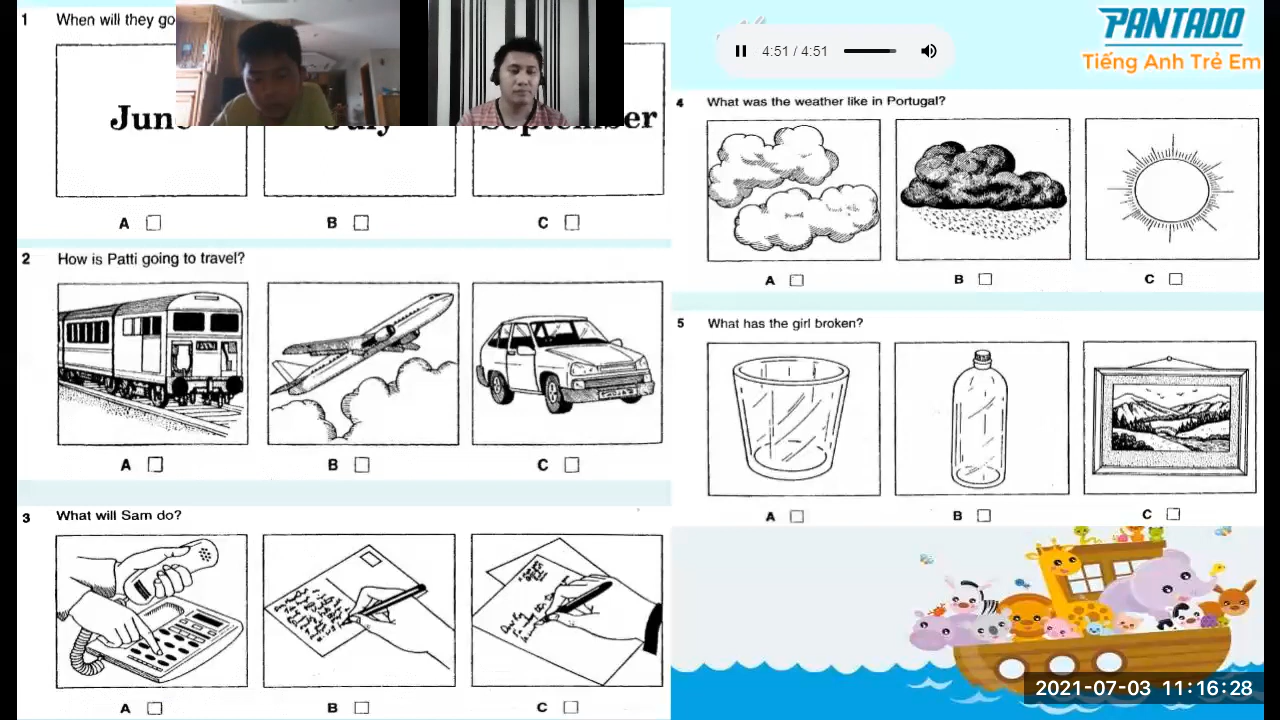 1 When will they go
June July September
A B C
2 How is Patti going to travel?
A B C
3 What will Sam do?
A B C
4:51 / 4:51
PANTADO
Tiếng Anh Trẻ Em
4 What was the weather like in Portugal?
A B C
5 What has the girl broken?
A B C
2021-07-03 11:16:28